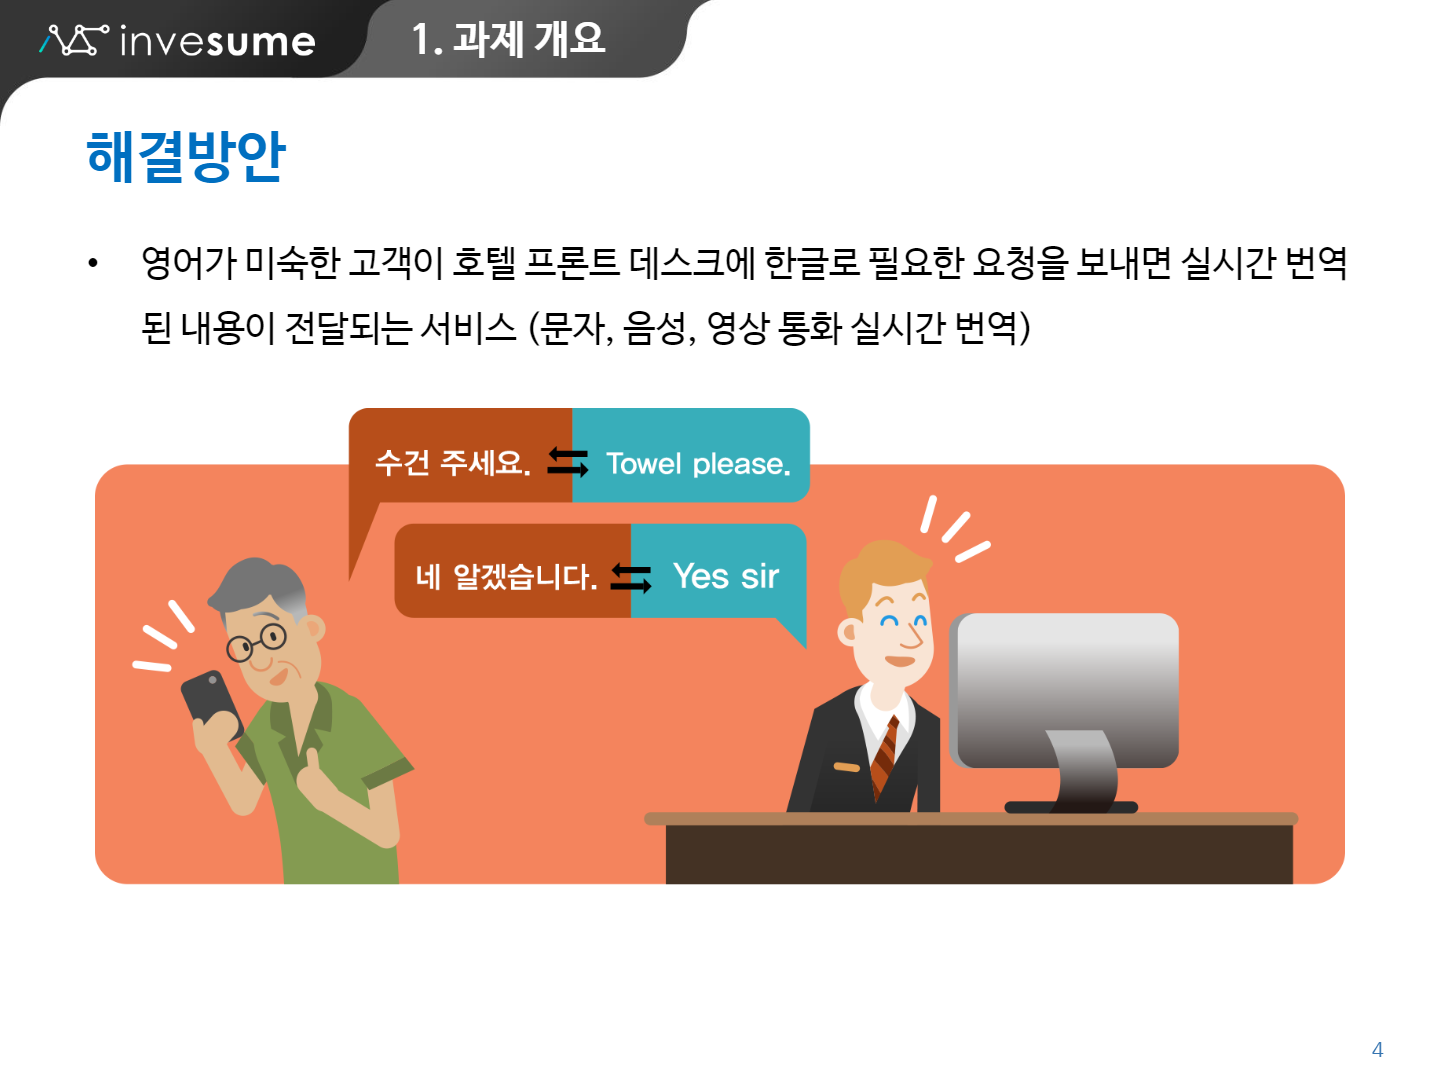 invesume
1. 과제 개요
해결방안
• 영어가 미숙한 고객이 호텔 프론트 데스크에 한글로 필요한 요청을 보내면 실시간 번역
된 내용이 전달되는 서비스 (문자, 음성, 영상 통화 실시간 번역)
수건 주세요. Towel please.
네 알겠습니다. Yes sir
4